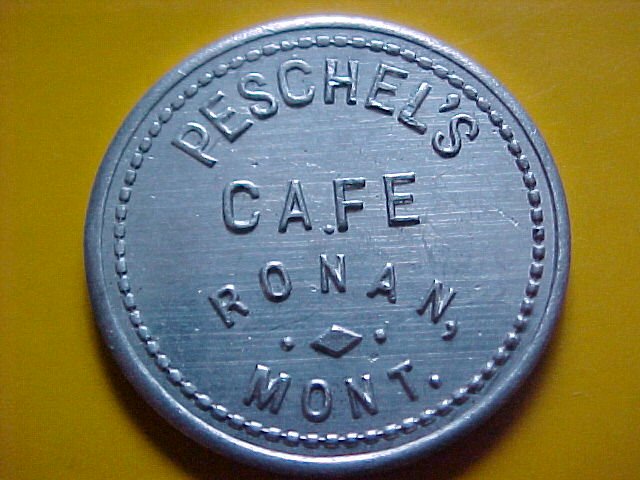 PESCHEL'S
CAFE
RONAN,
MONT.